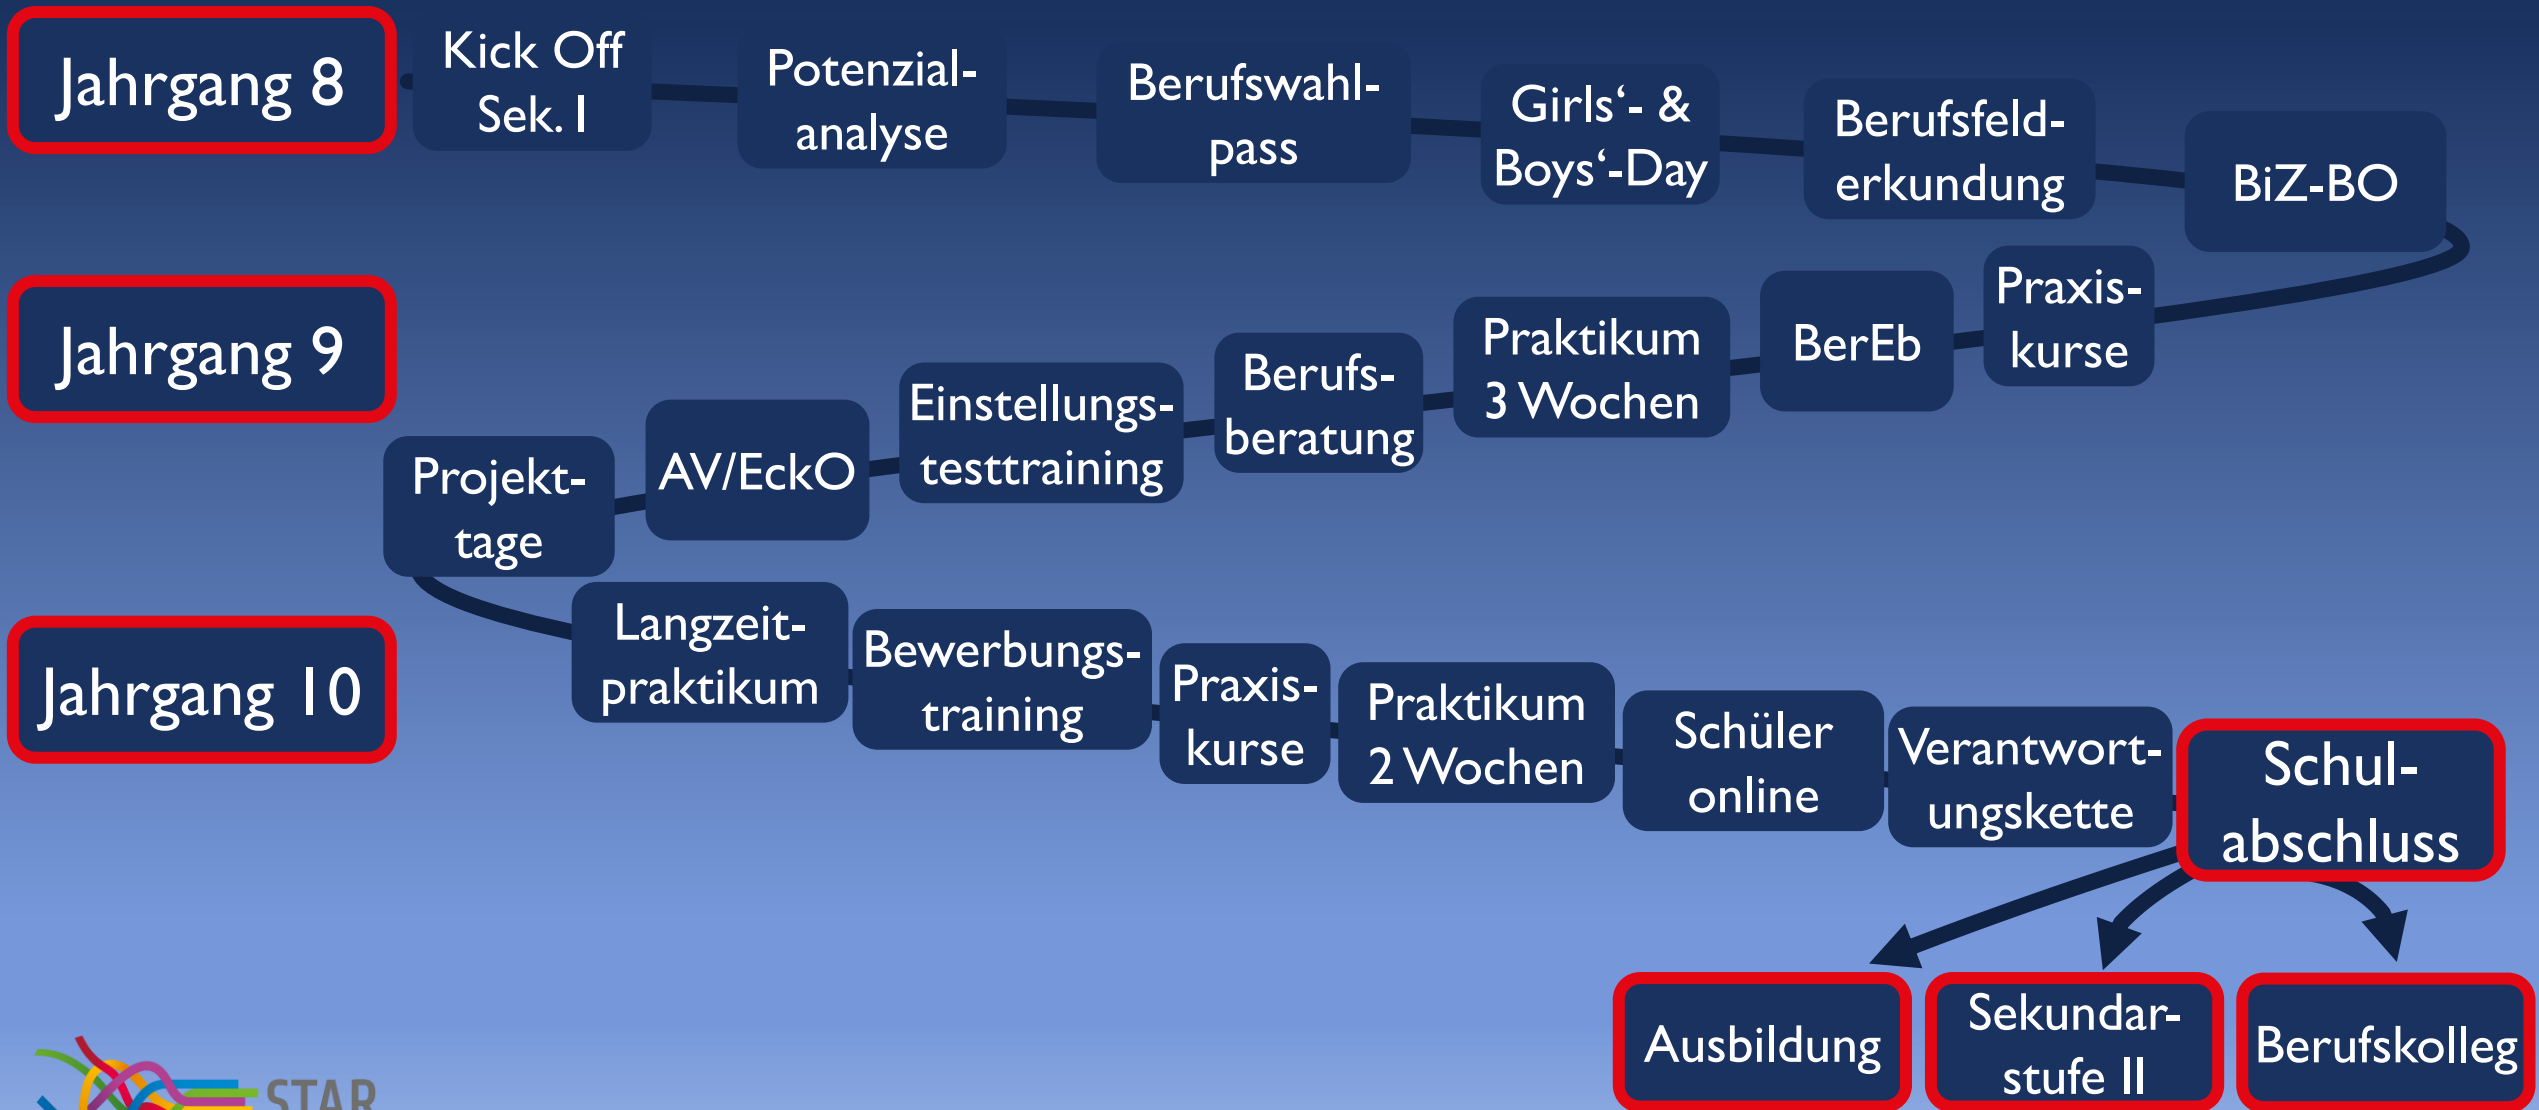 Jahrgang 8
Kick Off
Sek. I
Potenzial-
analyse
Berufswahl-
pass
Girls‘- &
Boys‘-Day
Berufsfeld-
erkundung
BiZ-BO
Jahrgang 9
Praxis-
kurse
BerEb
Praktikum
3 Wochen
Berufs-
beratung
Einstellungs-
testtraining
AV/EckO
Projekt-
tage
Jahrgang 10
Langzeit-
praktikum
Bewerbungs-
training
Praxis-
kurse
Praktikum
2 Wochen
Schüler
online
Verantwort-
ungskette
Schul-
abschluss
Ausbildung
Sekundar-
stufe II
Berufskolleg
STAR